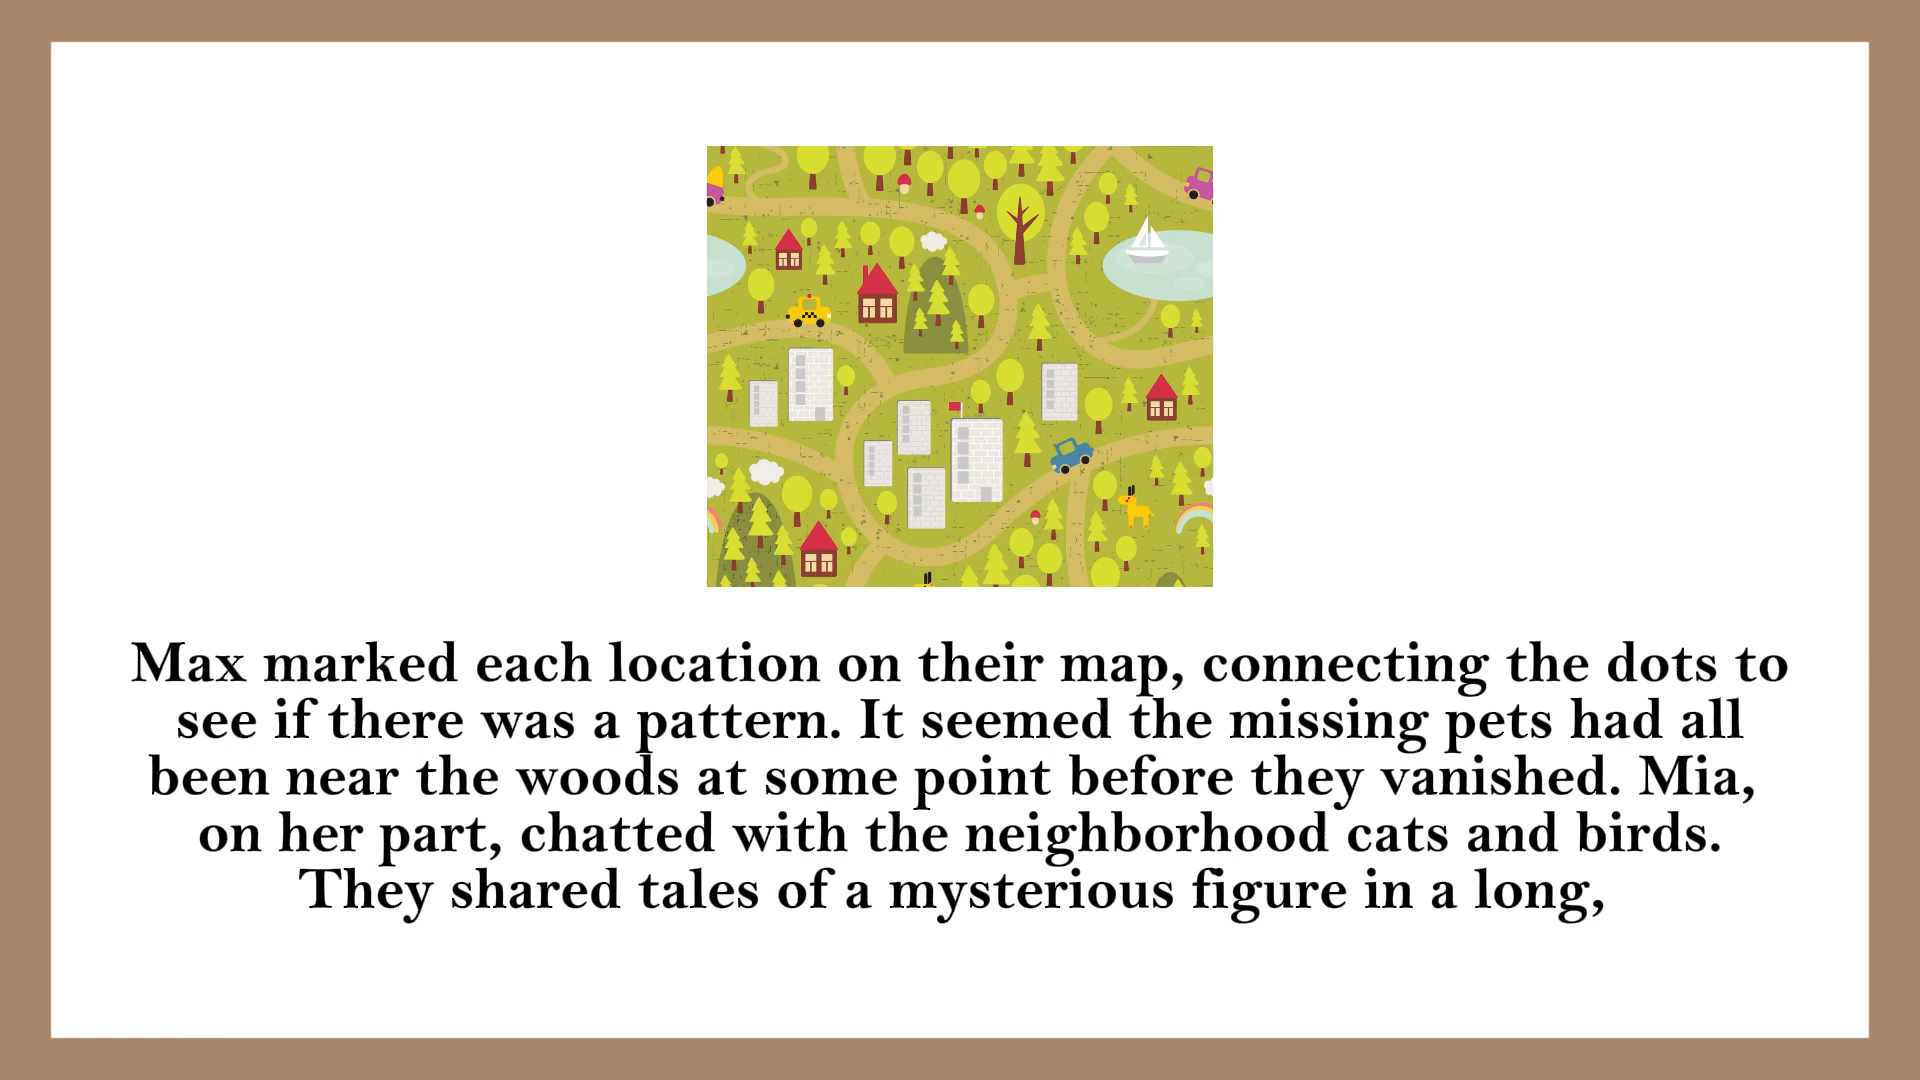 Max marked each location on their map, connecting the dots to
see if there was a pattern. It seemed the missing pets had all
been near the woods at some point before they vanished. Mia,
on her part, chatted with the neighborhood cats and birds.
They shared tales of a mysterious figure in a long,